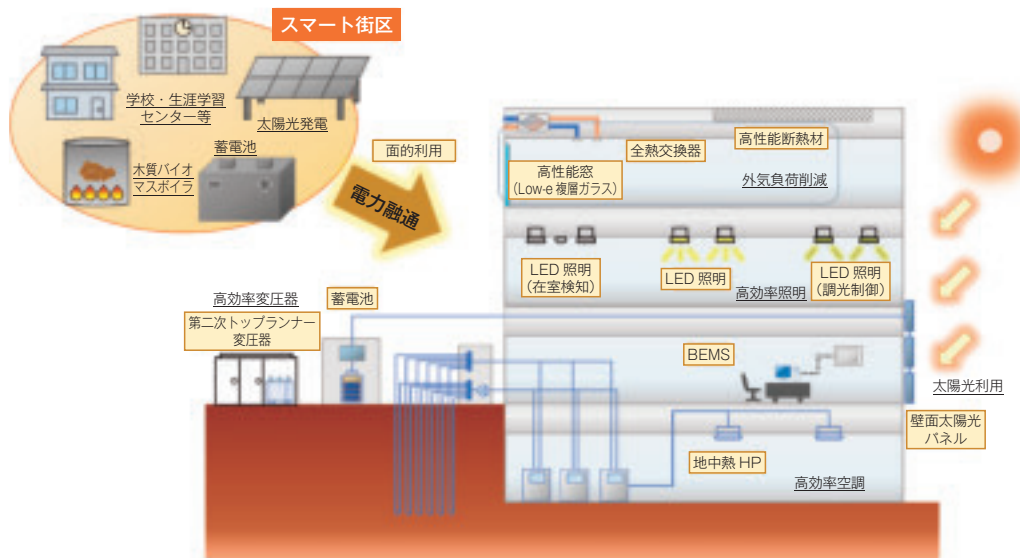 スマート街区
学校・生涯学習
センター等
太陽光発電
木質バイオ
マスボイラ
蓄電池
面的利用
電力融通
全熱交換器
高性能断熱材
高性能窓
(Low-e 複層ガラス)
外気負荷削減
LED 照明
(在室検知)
LED 照明
LED 照明
(調光制御)
高効率照明
高効率変圧器
第二次トップランナー
変圧器
蓄電池
BEMS
太陽光利用
壁面太陽光
パネル
地中熱 HP
高効率空調